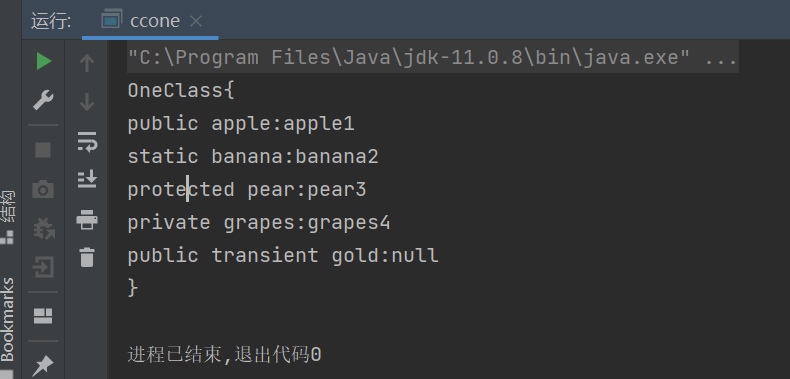 运行: ccone
"C:\Program Files\Java\jdk-11.0.8\bin\java.exe" ...
OneClass{
public apple:apple1
static banana:banana2
protected pear:pear3
private grapes:grapes4
public transient gold:null
}
进程已结束,退出代码0
结构
Bookmarks